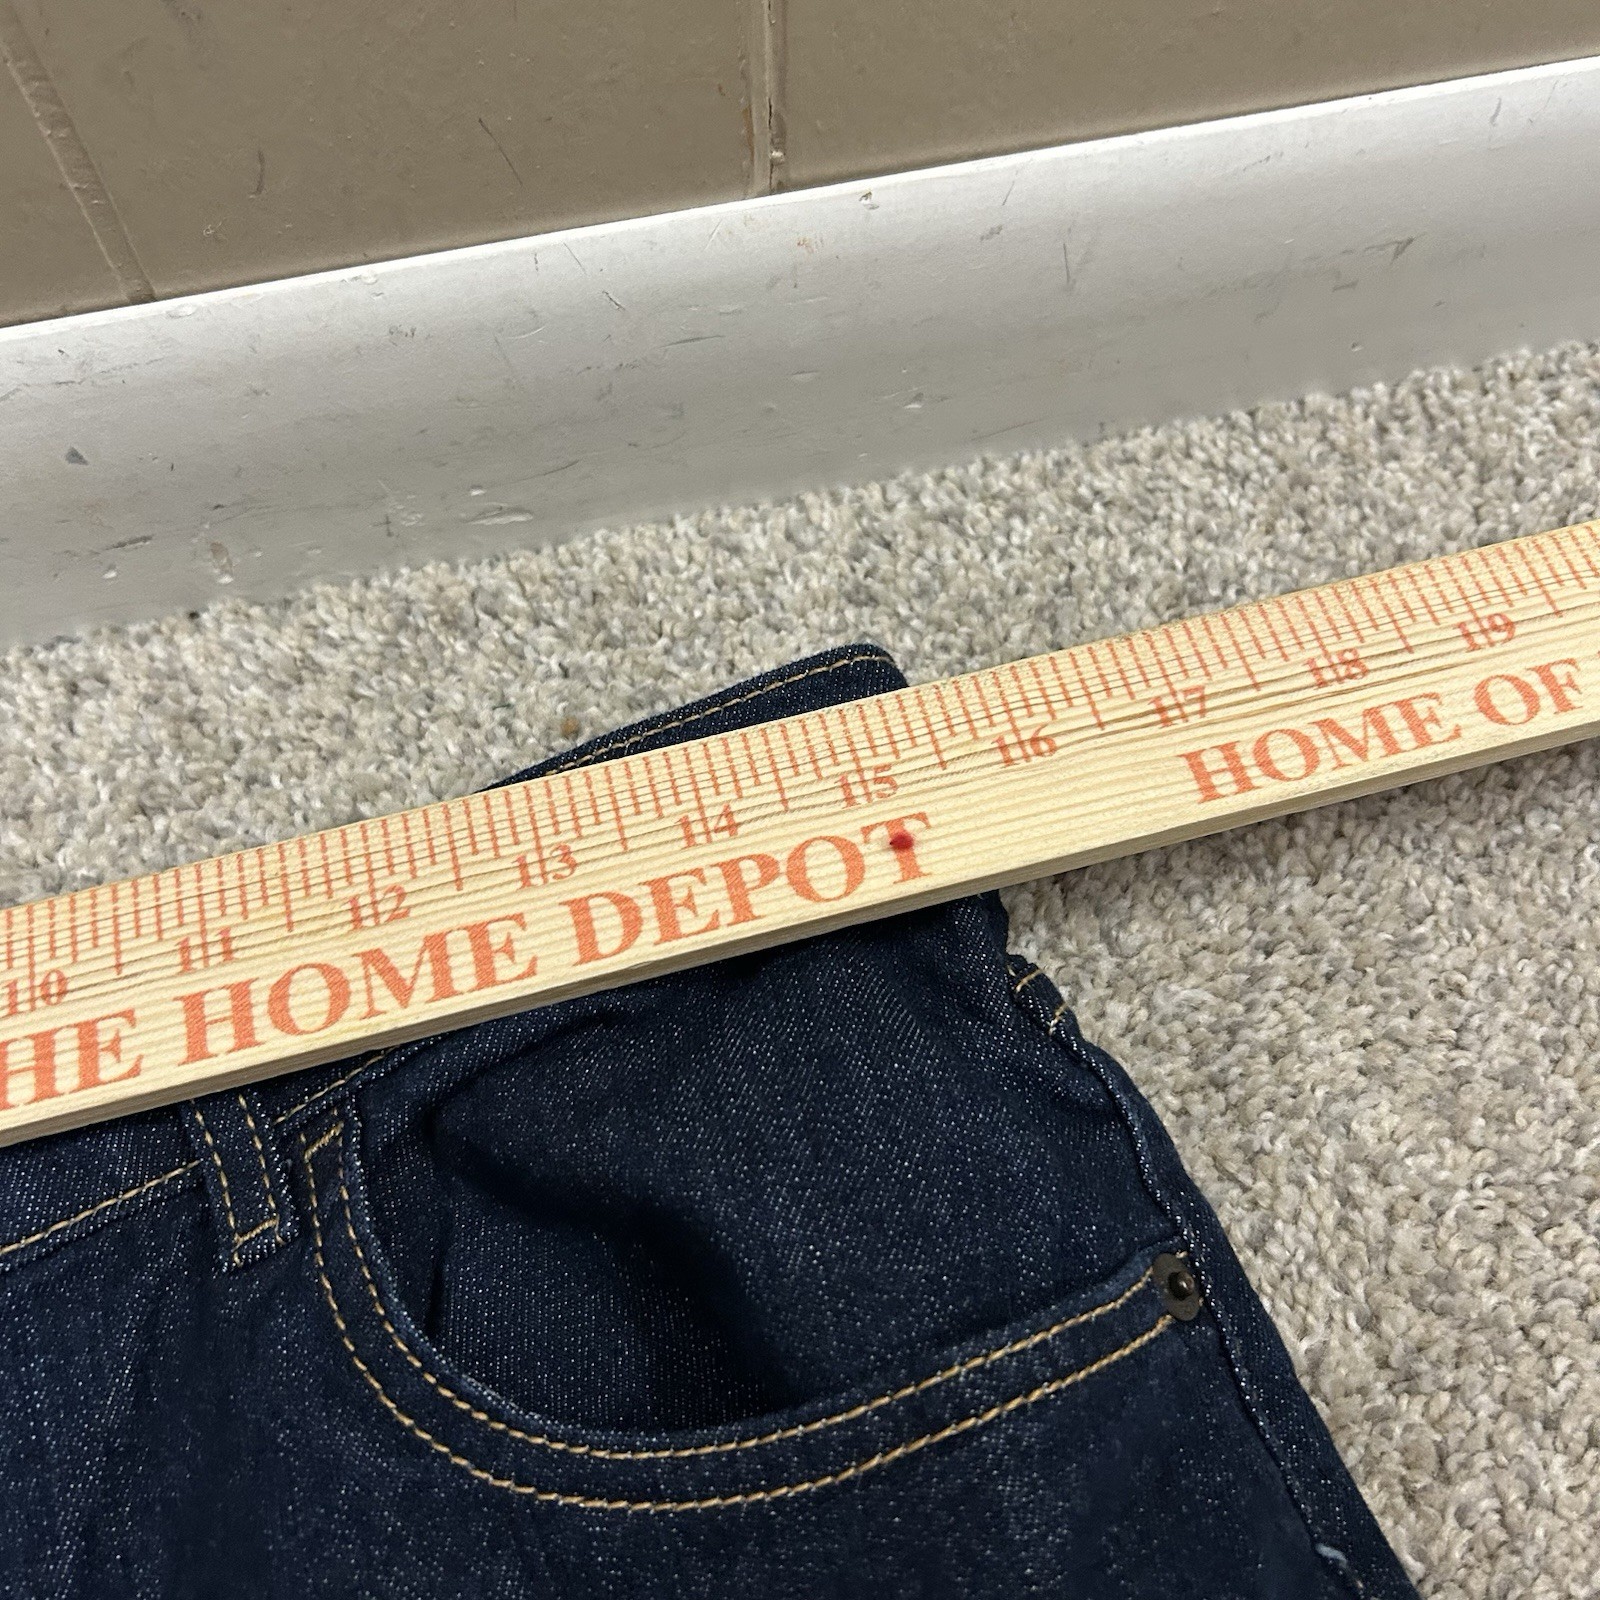 10 11 12 13 14 15 16 17 18 19
HE HOME DEPOT HOME OF